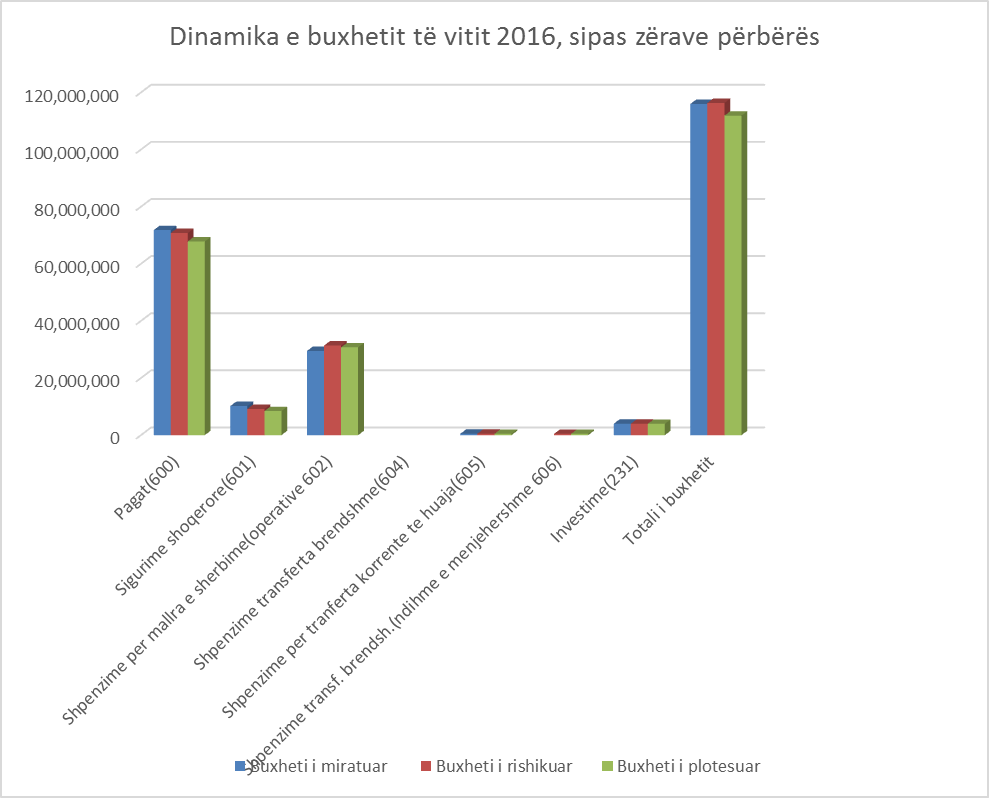 Dinamika e buxhetit të vitit 2016, sipas zërave përbërës
120,000,000
100,000,000
80,000,000
60,000,000
40,000,000
20,000,000
0
Pagat(600)
Sigurime shoqerore(601)
Shpenzime per mallra e sherbime(operative 602)
Shpenzime transferta brendshme(604)
Shpenzime per tranferta korrente te huaja(605)
Shpenzime transf. brendsh.(ndihme e menjehershme 606)
Investime(231)
Totali i buxhetit
Buxheti i miratuar
Buxheti i rishikuar
Buxheti i plotesuar